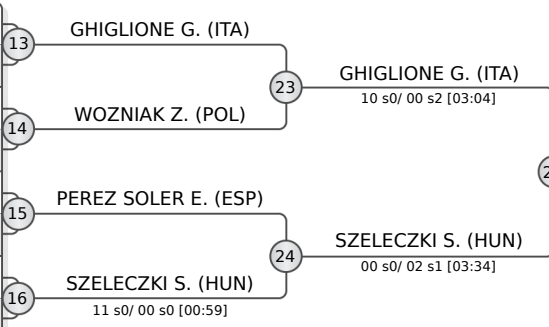 GHIGLIONE G. (ITA)
13
23
GHIGLIONE G. (ITA)
10 s0/ 00 s2 [03:04]
WOZNIAK Z. (POL)
14
PEREZ SOLER E. (ESP)
15
24
SZELECZKI S. (HUN)
00 s0/ 02 s1 [03:34]
SZELECZKI S. (HUN)
16
11 s0/ 00 s0 [00:59]